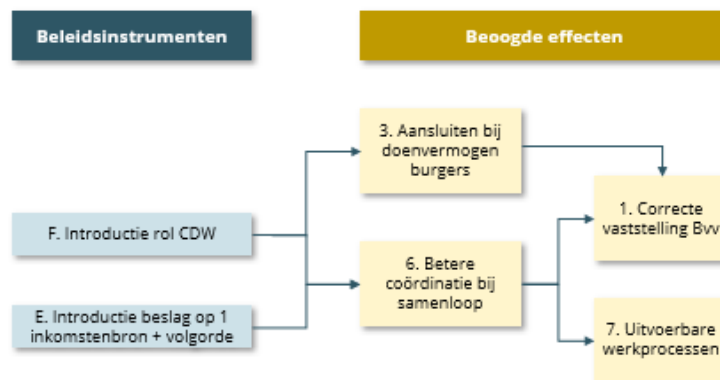 Beleidsinstrumenten
Beoogde effecten
3. Aansluiten bij
doenvermogen
burgers
F. Introductie rol CDW
1. Correcte
vaststelling Bvv
6. Betere
coördinatie bij
samenloop
E. Introductie beslag op 1
inkomstenbron + volgorde
7. Uitvoerbare
werkprocessen